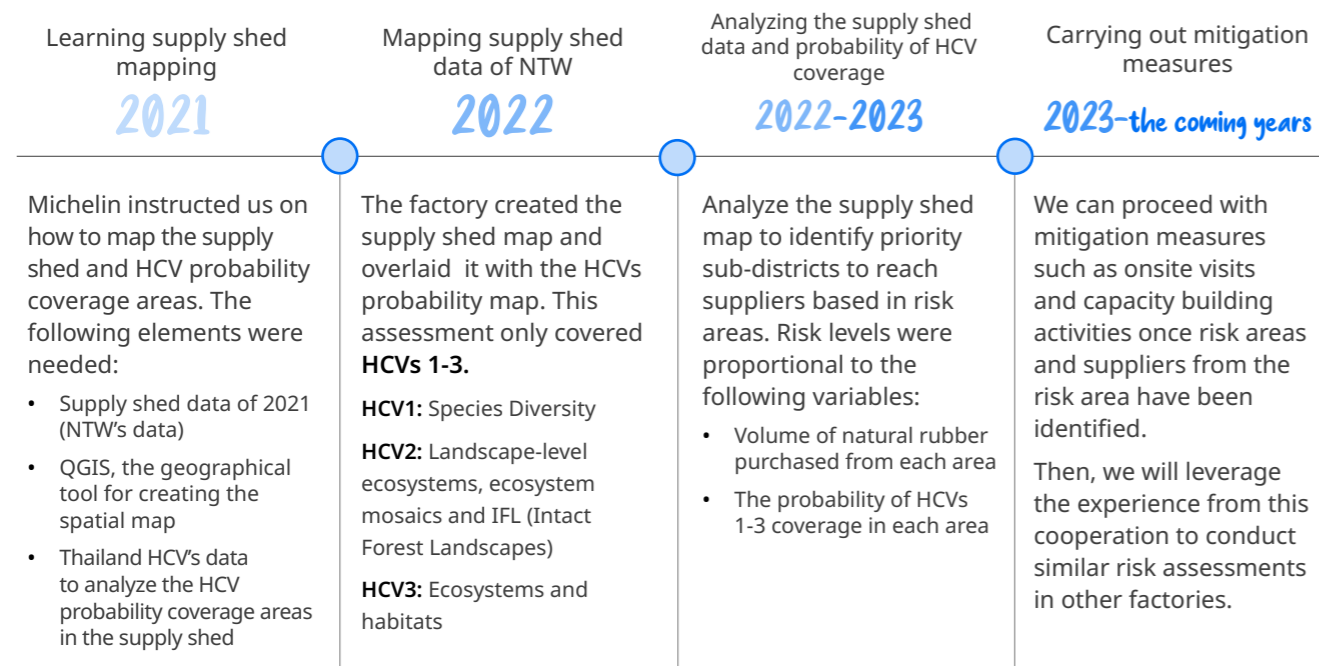 Learning supply shed
mapping
2021
Michelin instructed us on
how to map the supply
shed and HCV probability
coverage areas. The
following elements were
needed:
• Supply shed data of 2021
(NTW's data)
• QGIS, the geographical
tool for creating the
spatial map
• Thailand HCV's data
to analyze the HCV
probability coverage areas
in the supply shed
Mapping supply shed
data of NTW
2022
The factory created the
supply shed map and
overlaid it with the HCVs
probability map. This
assessment only covered
HCVs 1-3.
HCV1: Species Diversity
HCV2: Landscape-level
ecosystems, ecosystem
mosaics and IFL (Intact
Forest Landscapes)
HCV3: Ecosystems and
habitats
Analyzing the supply shed
data and probability of HCV
coverage
2022-2023
Analyze the supply shed
map to identify priority
sub-districts to reach
suppliers based in risk
areas. Risk levels were
proportional to the
following variables:
• Volume of natural rubber
purchased from each area
• The probability of HCVs
1-3 coverage in each area
Carrying out mitigation
measures
2023-the coming years
We can proceed with
mitigation measures
such as onsite visits
and capacity building
activities once risk areas
and suppliers from the
risk area have been
identified.
Then, we will leverage
the experience from this
cooperation to conduct
similar risk assessments
in other factories.